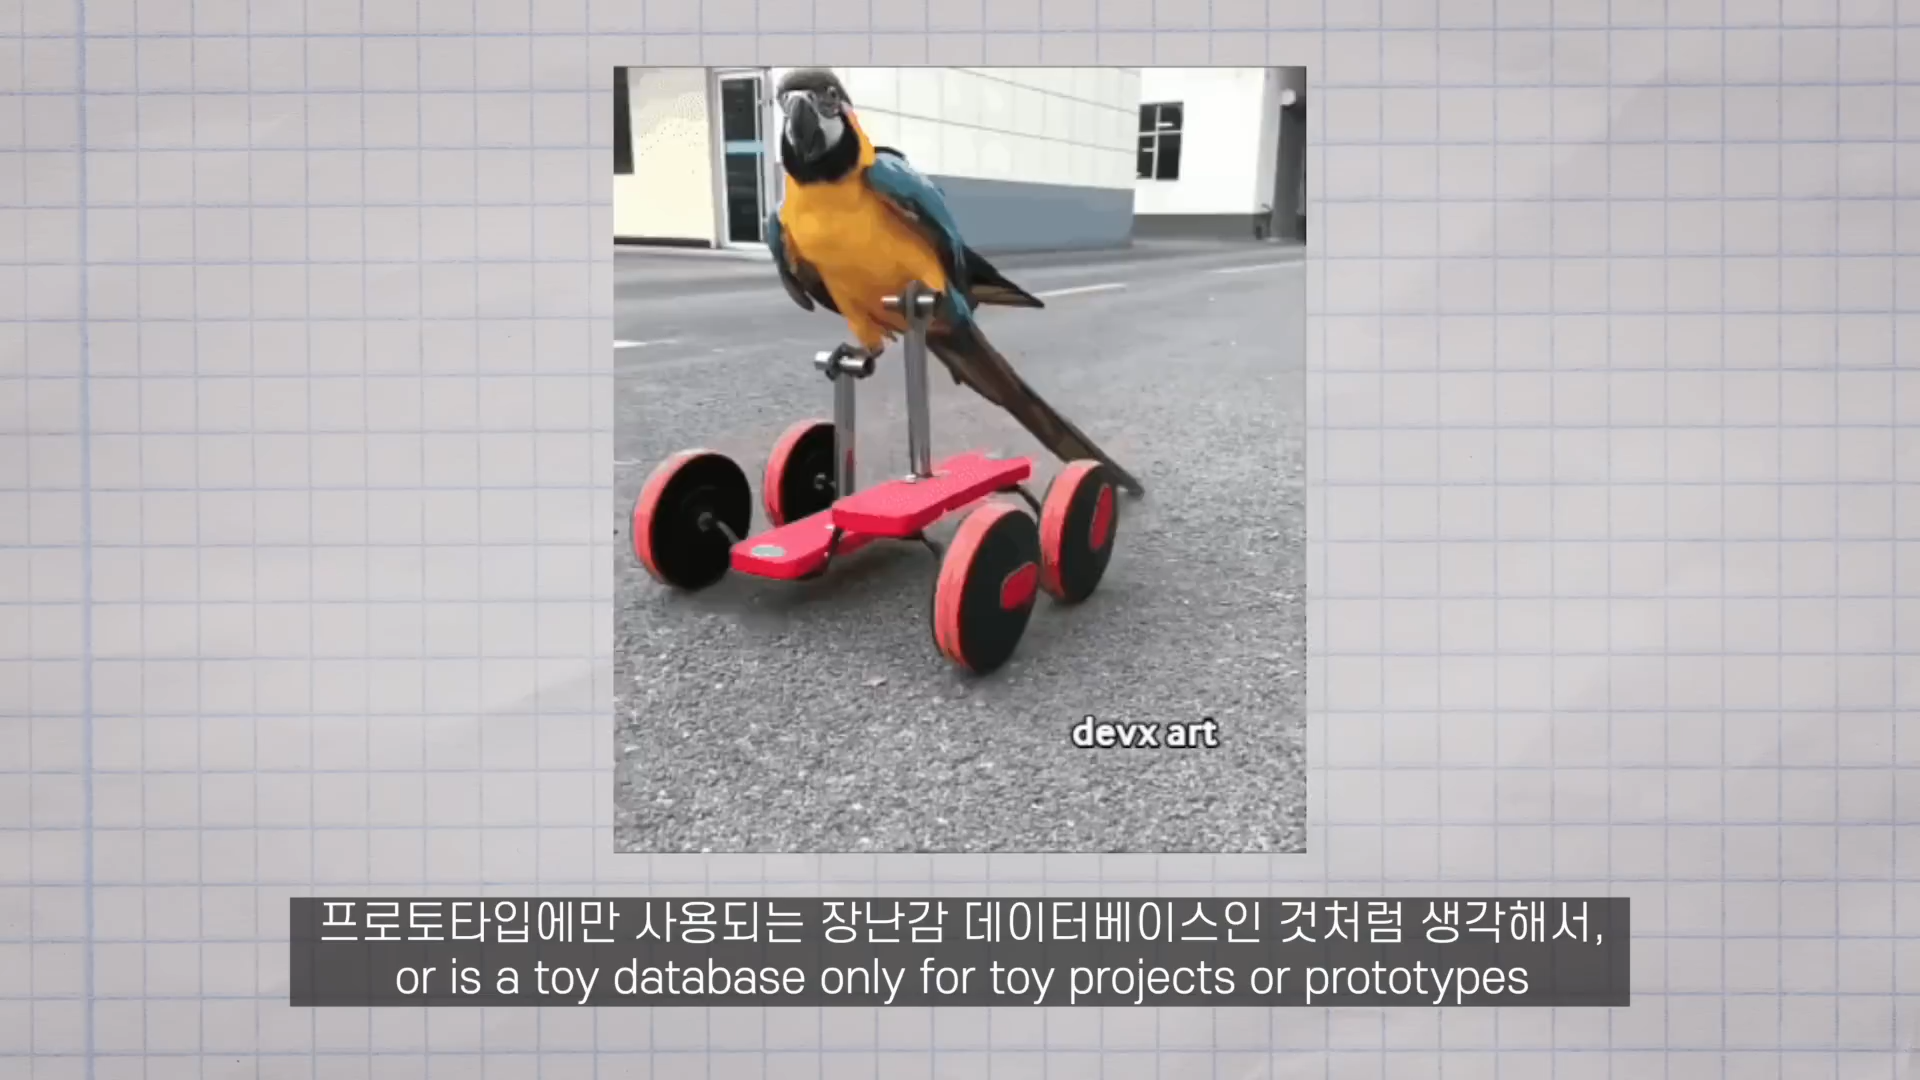 devx art
프로토타입에만 사용되는 장난감 데이터베이스인 것처럼 생각해서,
or is a toy database only for toy projects or prototypes